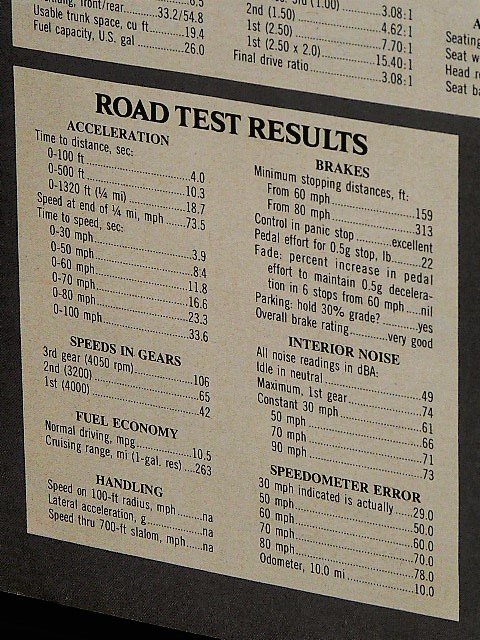 front/rear..........33.2/54.8
Usable trunk space, cu ft..........19.4
Fuel capacity, U.S. gal..........26.0
2nd (1.50)..........3.08:1
1st (2.50)..........4.62:1
1st (2.50 x 2.0)..........7.70:1
15.40:1
Final drive ratio..........3.08:1
Seating
Seat w
Head r
Seat ba
ROAD TEST RESULTS
ACCELERATION
Time to distance, sec:
0-100 ft..........4.0
0-500 ft..........10.3
0-1320 ft (¼ mi)..........18.7
Speed at end of ¼ mi, mph..........73.5
Time to speed, sec:
0-30 mph..........3.9
0-50 mph..........8.4
0-60 mph..........11.8
0-70 mph..........16.6
0-80 mph..........23.3
0-100 mph..........33.6
SPEEDS IN GEARS
3rd gear (4050 rpm)..........106
2nd (3200)..........65
1st (4000)..........42
FUEL ECONOMY
Normal driving, mpg..........10.5
Cruising range, mi (1-gal. res)....263
HANDLING
Speed on 100-ft radius, mph.......na
Lateral acceleration, g..........na
Speed thru 700-ft slalom, mph.....na
BRAKES
Minimum stopping distances, ft:
From 60 mph..........159
From 80 mph..........313
Control in panic stop..........excellent
Pedal effort for 0.5g stop, lb..........22
Fade: percent increase in pedal
effort to maintain 0.5g decelera-
tion in 6 stops from 60 mph....nil
Parking: hold 30% grade?..........yes
Overall brake rating..........very good
INTERIOR NOISE
All noise readings in dBA:
Idle in neutral..........49
Maximum, 1st gear..........74
Constant 30 mph..........61
50 mph..........66
70 mph..........71
90 mph..........73
SPEEDOMETER ERROR
30 mph indicated is actually.....29.0
50 mph..........50.0
60 mph..........60.0
70 mph..........70.0
80 mph..........78.0
Odometer, 10.0 mi..........10.0